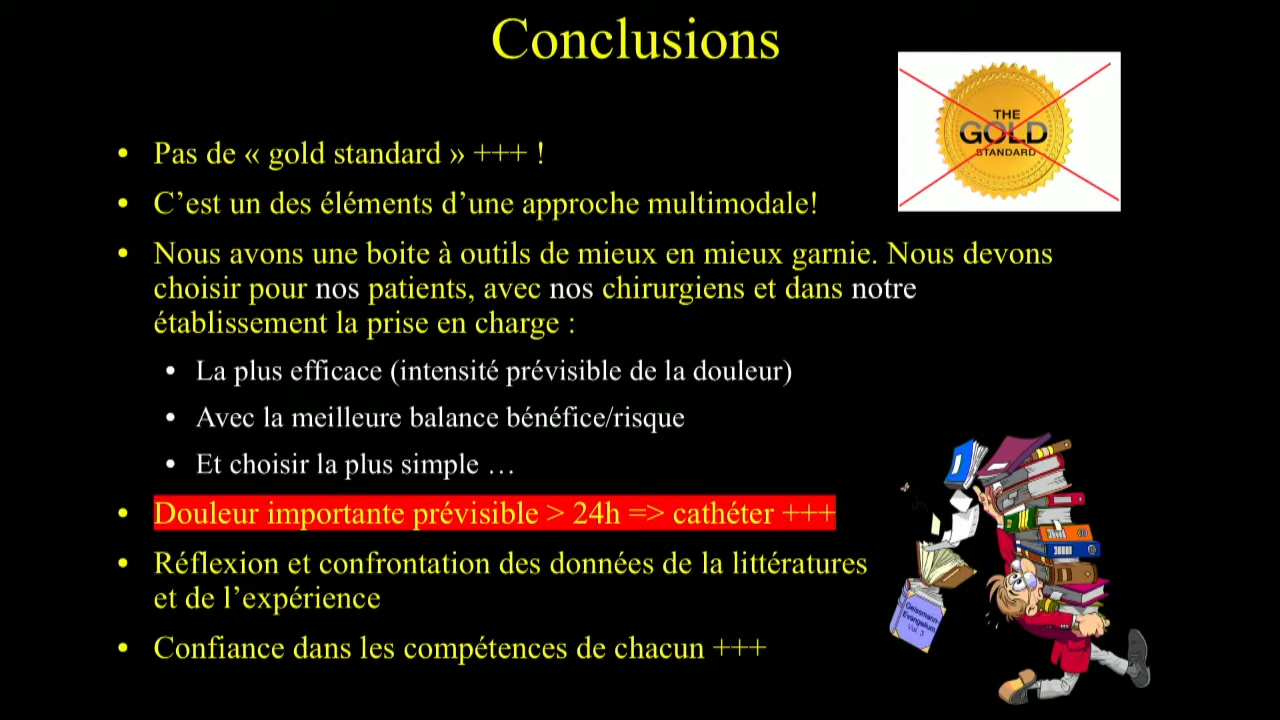 Conclusions
THE
GOLD
STANDARD
• Pas de « gold standard » +++ !
• C’est un des éléments d’une approche multimodale!
• Nous avons une boite à outils de mieux en mieux garnie. Nous devons
choisir pour nos patients, avec nos chirurgiens et dans notre
établissement la prise en charge :
• La plus efficace (intensité prévisible de la douleur)
• Avec la meilleure balance bénéfice/risque
• Et choisir la plus simple …
• Douleur importante prévisible > 24h => cathéter +++
• Réflexion et confrontation des données de la littératures
et de l’expérience
• Confiance dans les compétences de chacun +++
Geissmann-
Evangelium
Vol. 3